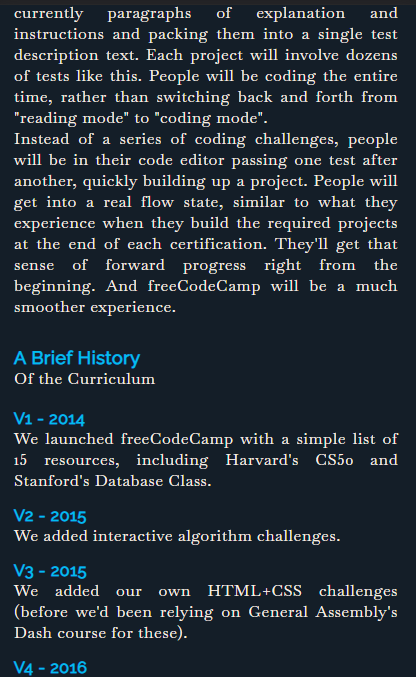 currently paragraphs of explanation and
instructions and packing them into a single test
description text. Each project will involve dozens
of tests like this. People will be coding the entire
time, rather than switching back and forth from
"reading mode" to "coding mode".
Instead of a series of coding challenges, people
will be in their code editor passing one test after
another, quickly building up a project. People will
get into a real flow state, similar to what they
experience when they build the required projects
at the end of each certification. They'll get that
sense of forward progress right from the
beginning. And freeCodeCamp will be a much
smoother experience.
A Brief History
Of the Curriculum
V1 - 2014
We launched freeCodeCamp with a simple list of
15 resources, including Harvard's CS50 and
Stanford's Database Class.
V2 - 2015
We added interactive algorithm challenges.
V3 - 2015
We added our own HTML+CSS challenges
(before we'd been relying on General Assembly's
Dash course for these).
V4 - 2016